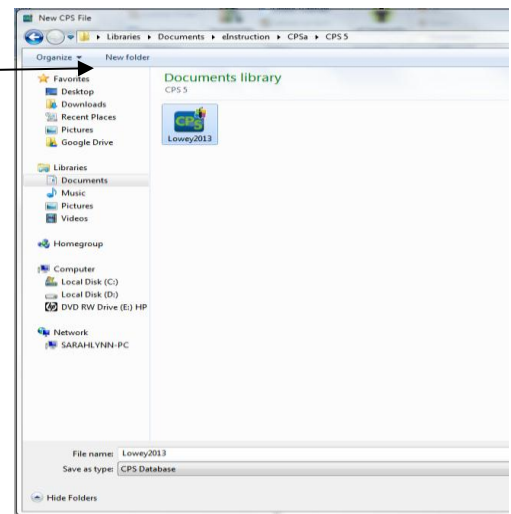 New CPS File
Libraries ▸ Documents ▸ eInstruction ▸ CPSa ▸ CPS 5
Organize ▾ New folder
Favorites
Desktop
Downloads
Recent Places
Pictures
Google Drive
Libraries
Documents
Music
Pictures
Videos
Homegroup
Computer
Local Disk (C:)
Local Disk (D:)
DVD RW Drive (E:) HP
Network
SARAHLYNN-PC
Documents library
CPS 5
CPS
Lowey2013
File name: Lowey2013
Save as type: CPS Database
Hide Folders